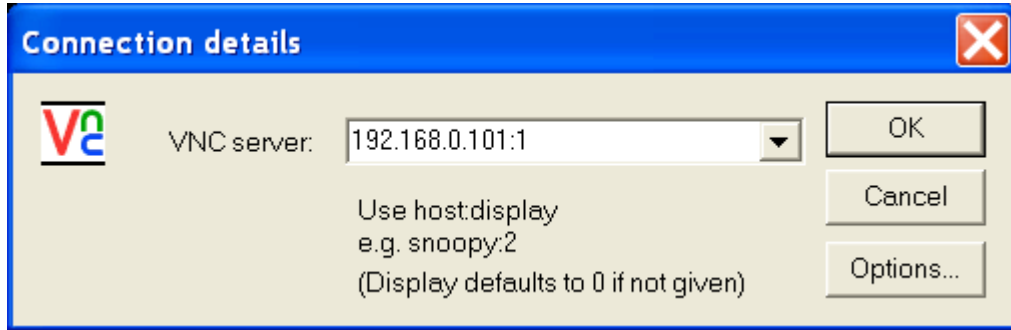 Connection details
VNC
VNC server: 192.168.0.101:1
OK
Use host:display
Cancel
e.g. snoopy:2
(Display defaults to 0 if not given)
Options...